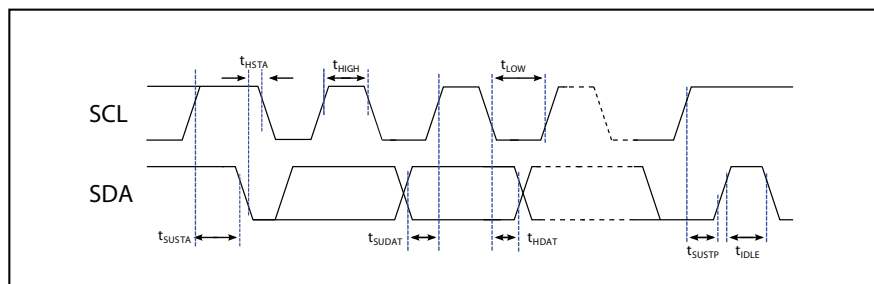 tHSTA
tHIGH
tLOW
SCL
SDA
tSUSTA
tSUDAT
tHDAT
tSUSTP
tIDLE